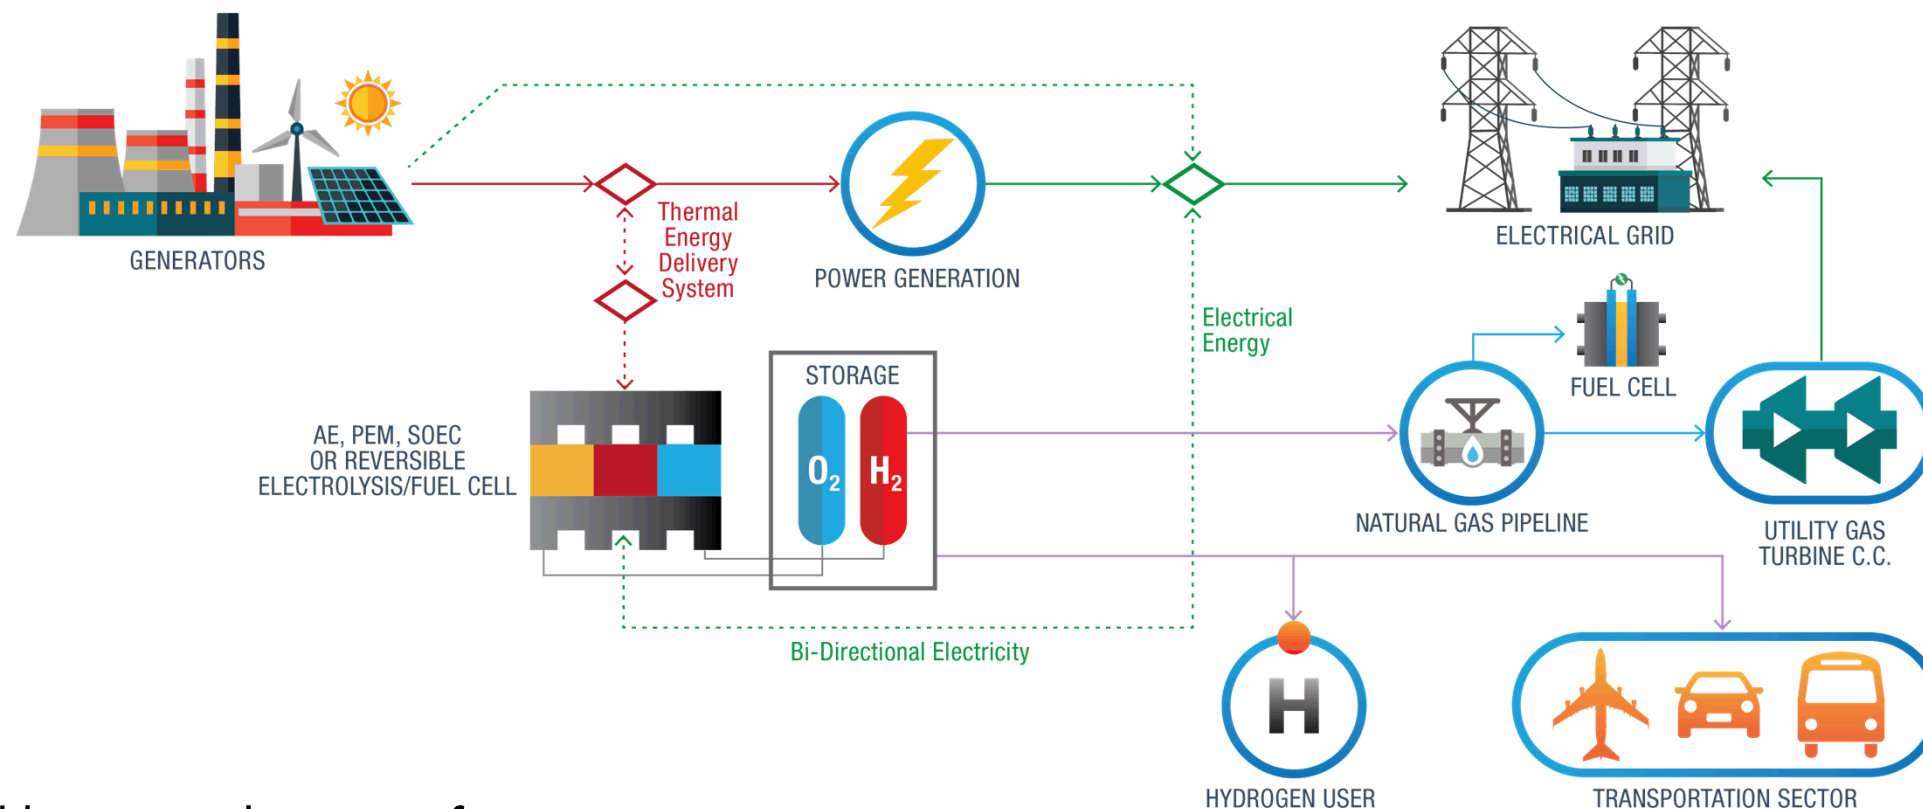 GENERATORS
Thermal
Energy
Delivery
System
POWER GENERATION
ELECTRICAL GRID
Electrical
Energy
FUEL CELL
STORAGE
O2
H2
AE, PEM, SOEC
OR REVERSIBLE
ELECTROLYSIS/FUEL CELL
NATURAL GAS PIPELINE
UTILITY GAS
TURBINE C.C.
Bi-Directional Electricity
H
HYDROGEN USER
TRANSPORTATION SECTOR